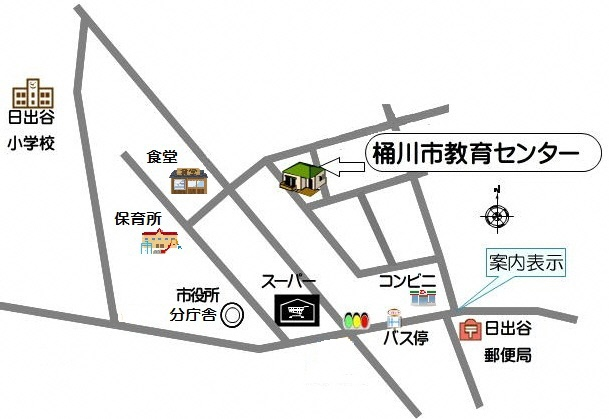 日出谷
小学校
食堂
桶川市教育センター
保育所
案内表示
スーパー
コンビニ
市役所
分庁舎
バス停
日出谷
郵便局